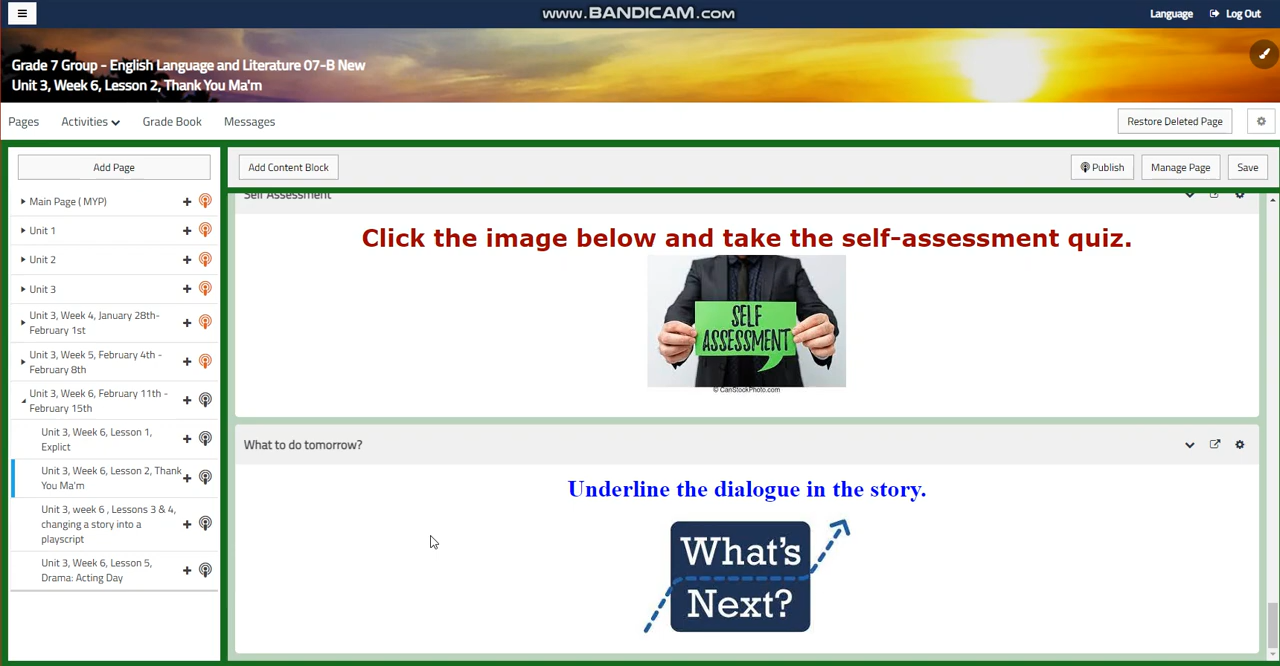 www.BANDICAM.com
Language
Log Out
Grade 7 Group - English Language and Literature 07-B New
Unit 3, Week 6, Lesson 2, Thank You Ma'm
Pages
Activities
Grade Book
Messages
Restore Deleted Page
Add Page
Add Content Block
Publish
Manage Page
Save
Main Page ( MYP)
Unit 1
Unit 2
Unit 3
Unit 3, Week 4, January 28th-
February 1st
Unit 3, Week 5, February 4th -
February 8th
Unit 3, Week 6, February 11th -
February 15th
Unit 3, Week 6, Lesson 1,
Explict
Unit 3, Week 6, Lesson 2, Thank
You Ma'm
Unit 3, week 6 , Lessons 3 & 4,
changing a story into a
playscript
Unit 3, Week 6, Lesson 5,
Drama: Acting Day
Self Assessment
Click the image below and take the self-assessment quiz.
SELF
ASSESSMENT
© CanStockPhoto.com
What to do tomorrow?
Underline the dialogue in the story.
What's
Next?